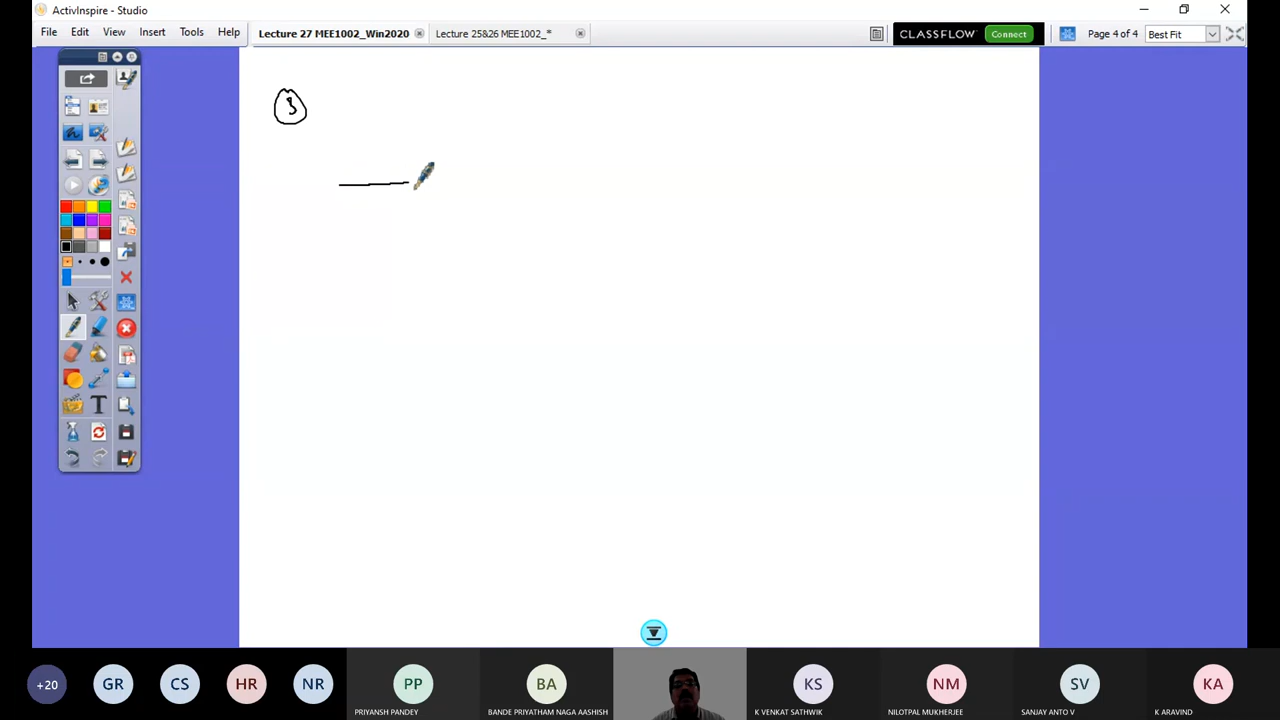 ActivInspire - Studio
File Edit View Insert Tools Help
Lecture 27 MEE1002_Win2020 Lecture 25&26 MEE1002_*
CLASSFLOW Connect Page 4 of 4 Best Fit
3
+20 GR CS HR NR PP BA KS NM SV KA
PRIYANSH PANDEY BANDE PRIYATHAM NAGA AASHISH K VENKAT SATHWIK NILOTPAL MUKHERJEE SANJAY ANTO V K ARAVIND